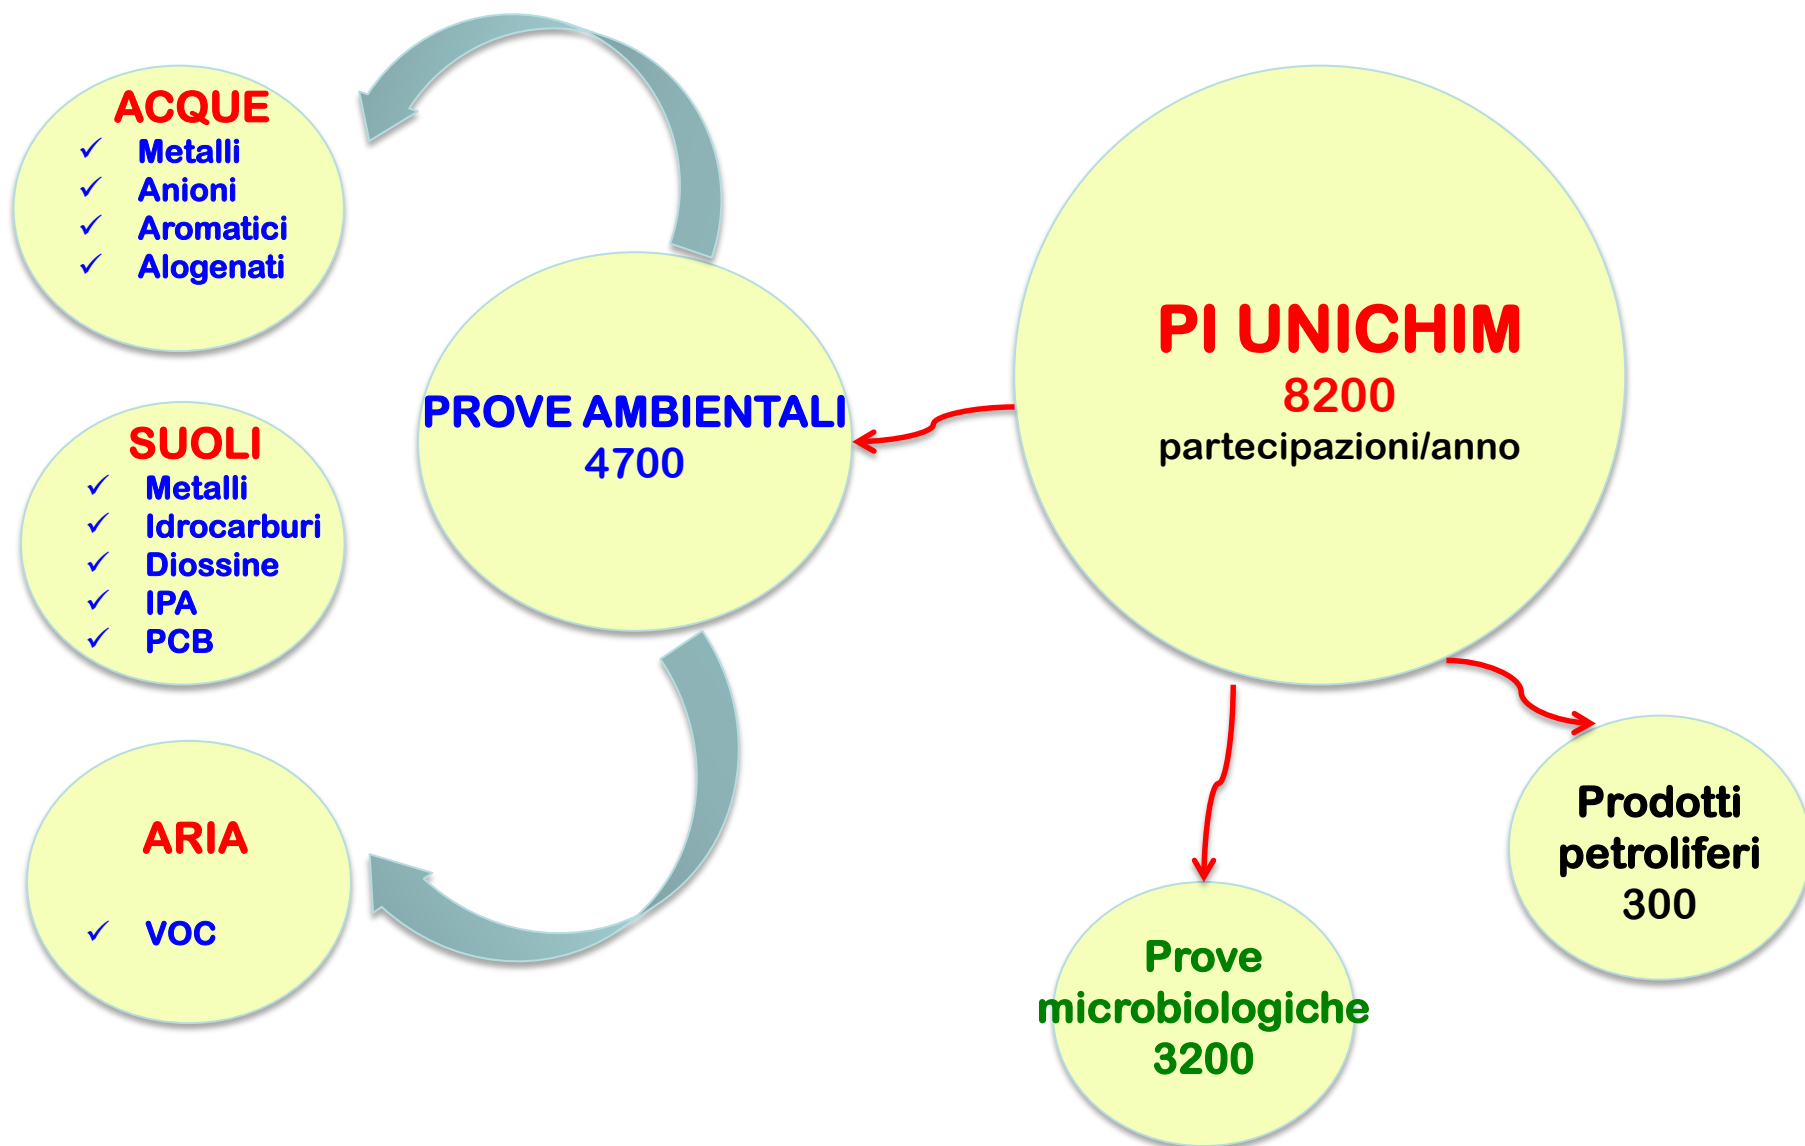 ACQUE
✓ Metalli
✓ Anioni
✓ Aromatici
✓ Alogenati
SUOLI
✓ Metalli
✓ Idrocarburi
✓ Diossine
✓ IPA
✓ PCB
ARIA
✓ VOC
PROVE AMBIENTALI
4700
PI UNICHIM
8200
partecipazioni/anno
Prove
microbiologiche
3200
Prodotti
petroliferi
300